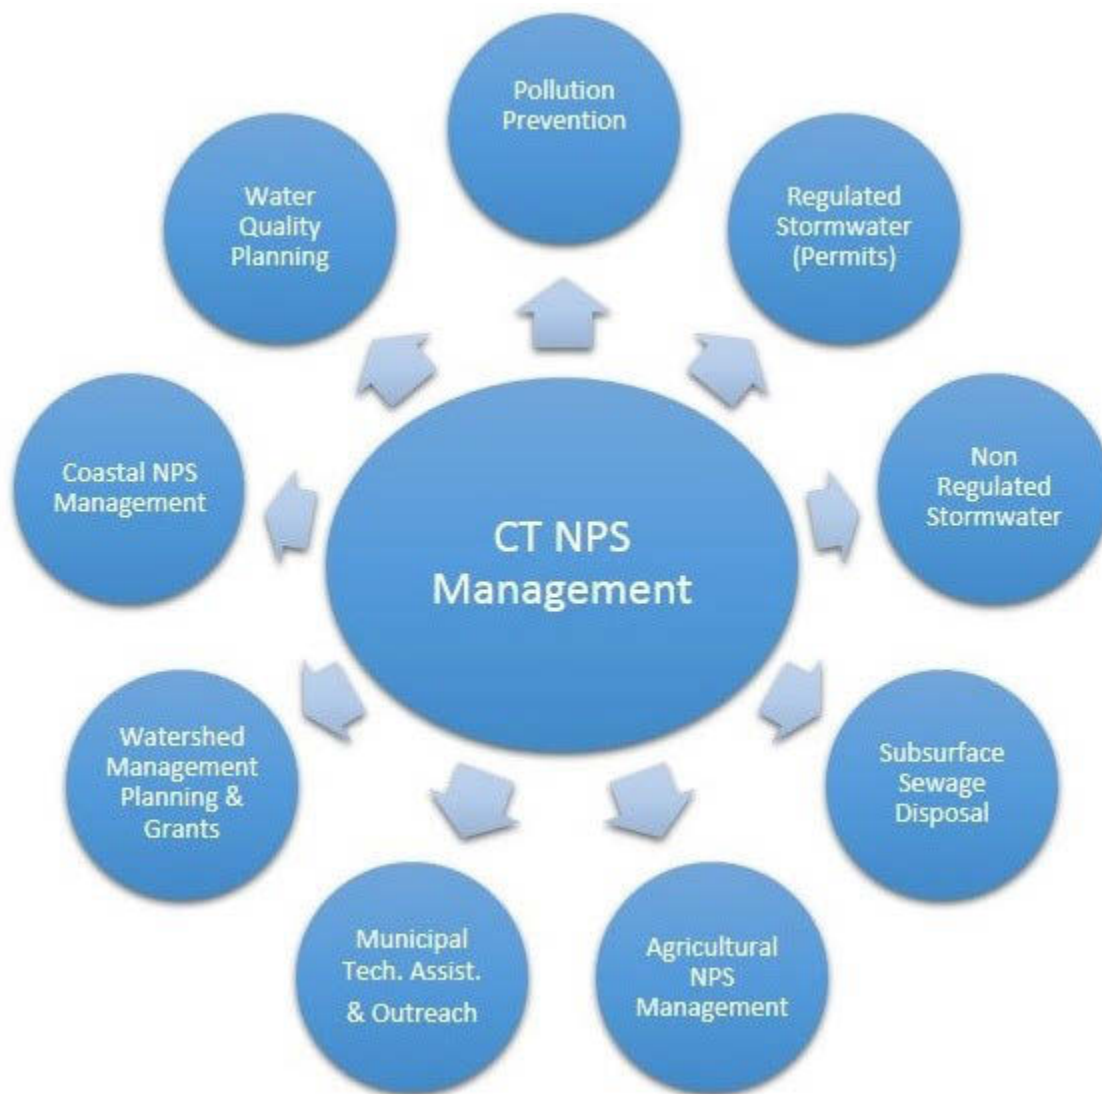 Pollution
Prevention
Regulated
Stormwater
(Permits)
Non
Regulated
Stormwater
Subsurface
Sewage
Disposal
Agricultural
NPS
Management
Municipal
Tech. Assist.
& Outreach
Watershed
Management
Planning &
Grants
Coastal NPS
Management
Water
Quality
Planning
CT NPS
Management